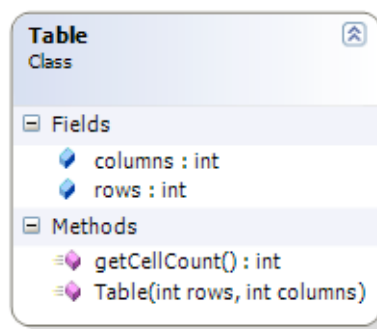 Table
Class
Fields
columns : int
rows : int
Methods
getCellCount() : int
Table(int rows, int columns)